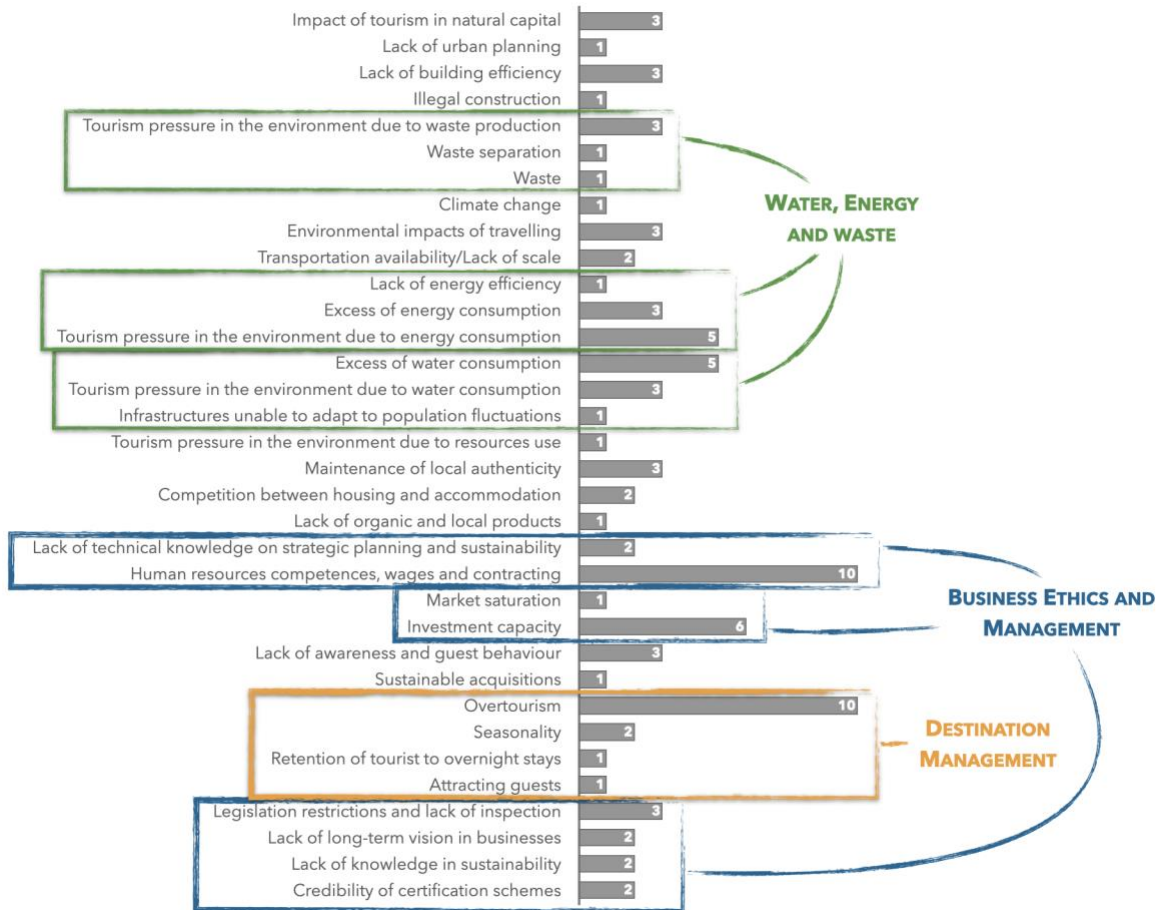 Impact of tourism in natural capital 3
Lack of urban planning 1
Lack of building efficiency 3
Illegal construction 1
Tourism pressure in the environment due to waste production 3
Waste separation 1
Waste 1
Climate change 1
Environmental impacts of travelling 3
Transportation availability/Lack of scale 2
Lack of energy efficiency 1
Excess of energy consumption 3
Tourism pressure in the environment due to energy consumption 5
Excess of water consumption 5
Tourism pressure in the environment due to water consumption 3
Infrastructures unable to adapt to population fluctuations 1
Tourism pressure in the environment due to resources use 1
Maintenance of local authenticity 3
Competition between housing and accommodation 2
Lack of organic and local products 1
Lack of technical knowledge on strategic planning and sustainability 2
Human resources competences, wages and contracting 10
Market saturation 1
Investment capacity 6
Lack of awareness and guest behaviour 3
Sustainable acquisitions 1
Overtourism 10
Seasonality 2
Retention of tourist to overnight stays 1
Attracting guests 1
Legislation restrictions and lack of inspection 3
Lack of long-term vision in businesses 2
Lack of knowledge in sustainability 2
Credibility of certification schemes 2
WATER, ENERGY
AND WASTE
BUSINESS ETHICS AND
MANAGEMENT
DESTINATION
MANAGEMENT